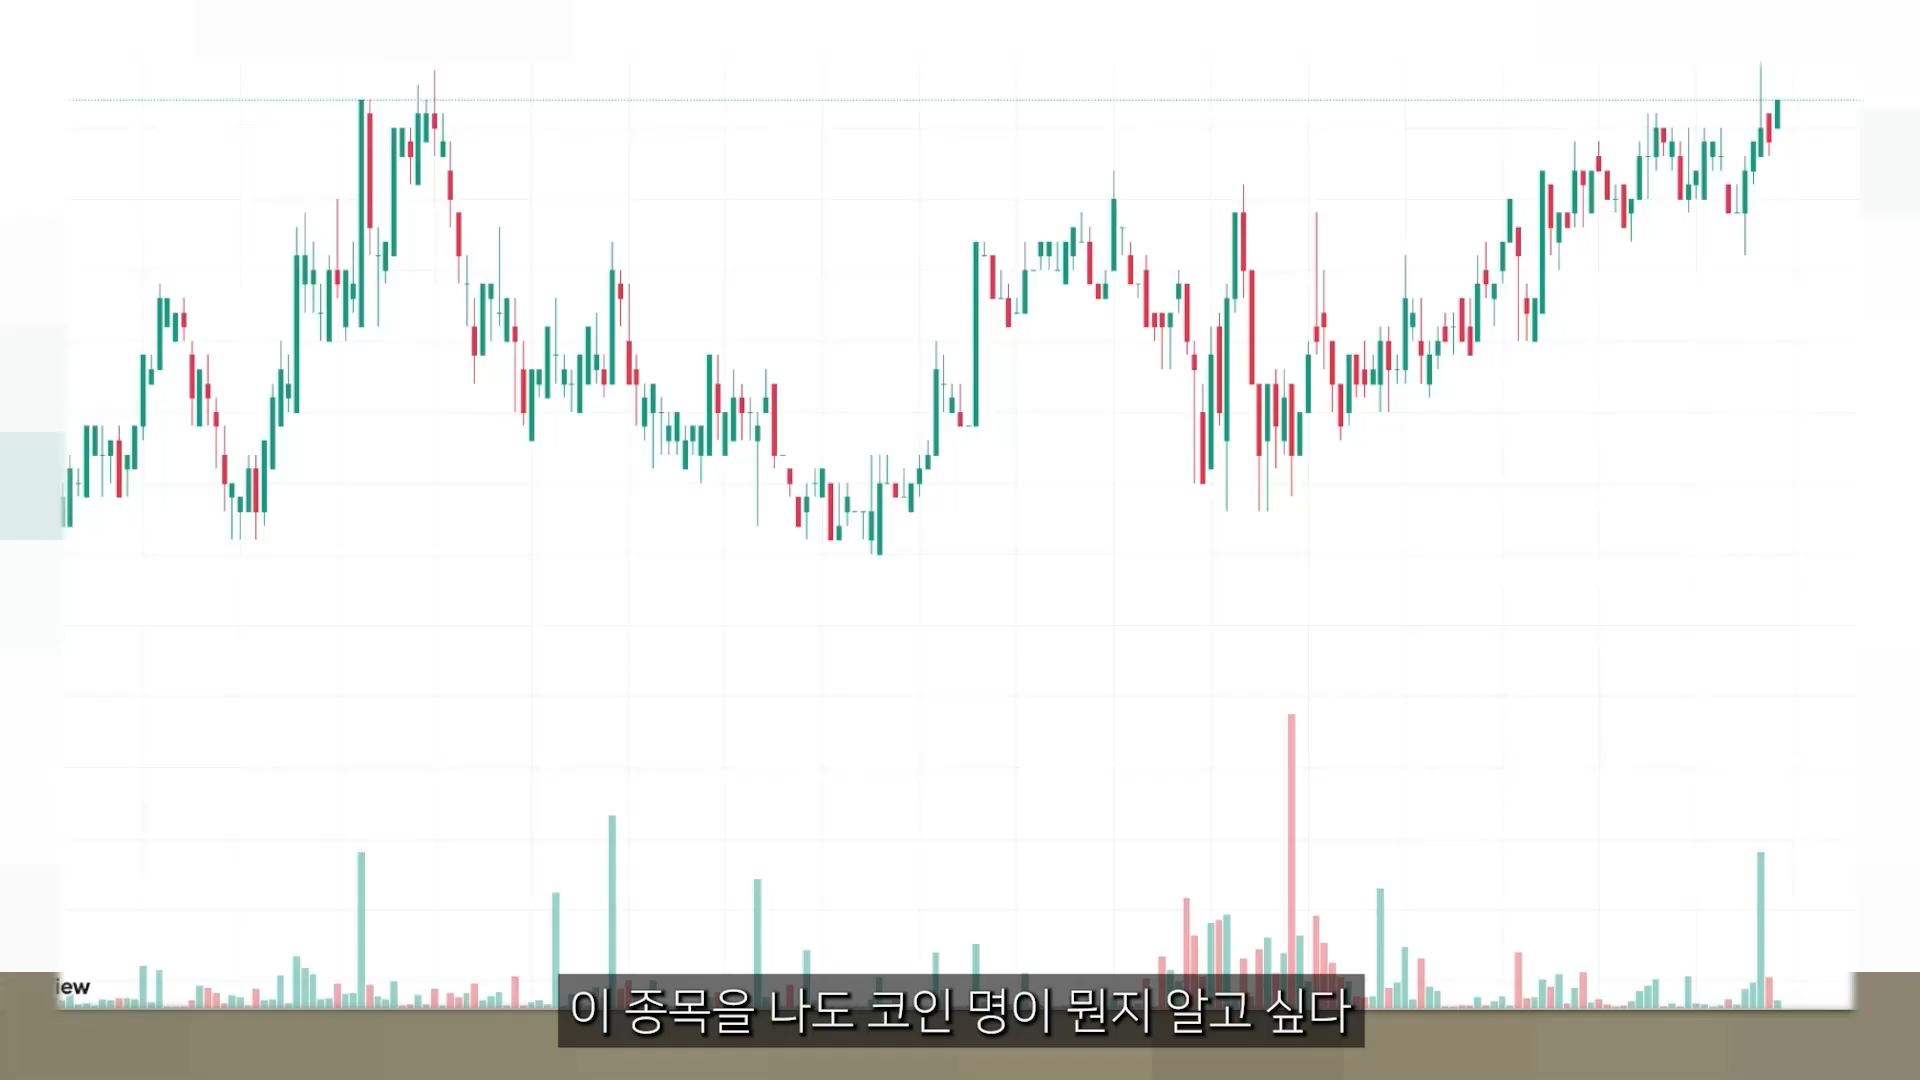 iew
이 종목을 나도 코인 명이 뭔지 알고 싶다